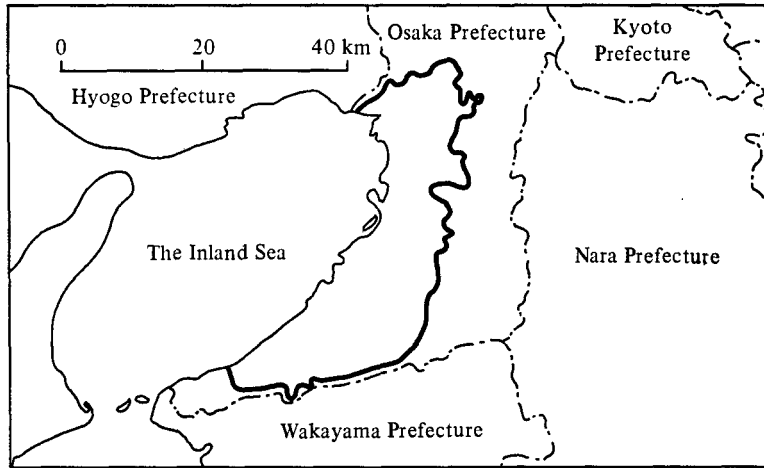 Osaka Prefecture
Kyoto
Prefecture
0 20 40 km
Hyogo Prefecture
The Inland Sea
Nara Prefecture
Wakayama Prefecture